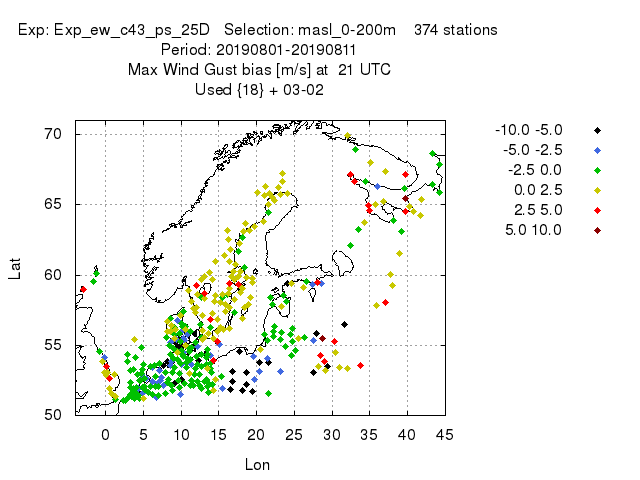 Exp: Exp_ew_c43_ps_25D   Selection: masl_0-200m    374 stations
Period: 20190801-20190811
Max Wind Gust bias [m/s] at  21 UTC
Used {18} + 03-02
-10.0 -5.0
-5.0 -2.5
-2.5 0.0
0.0 2.5
2.5 5.0
5.0 10.0
70
65
60
55
50
Lat
0 5 10 15 20 25 30 35 40 45
Lon